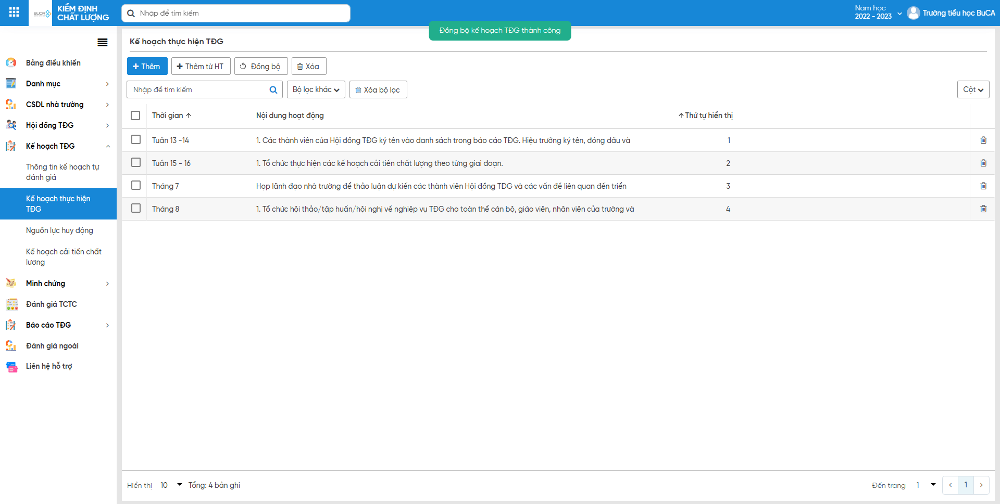 BUCA
KIỂM ĐỊNH
CHẤT LƯỢNG
Nhập để tìm kiếm
Năm học
2022 - 2023
Trường tiểu học BuCA
Đồng bộ kế hoạch TĐG thành công
Bảng điều khiển
Danh mục
CSDL nhà trường
Hội đồng TĐG
Kế hoạch TĐG
Thông tin kế hoạch tự
đánh giá
Kế hoạch thực hiện
TĐG
Nguồn lực huy động
Kế hoạch cải tiến chất
lượng
Minh chứng
Đánh giá TCTC
Báo cáo TĐG
Đánh giá ngoài
Liên hệ hỗ trợ
Kế hoạch thực hiện TĐG
Thêm
Thêm từ HT
Đồng bộ
Xóa
Nhập để tìm kiếm
Bộ lọc khác
Xóa bộ lọc
Cột
Thời gian
Nội dung hoạt động
Thứ tự hiển thị
Tuần 13 -14
1. Các thành viên của Hội đồng TĐG ký tên vào danh sách trong báo cáo TĐG. Hiệu trưởng ký tên, đóng dấu và
1
Tuần 15 - 16
1. Tổ chức thực hiện các kế hoạch cải tiến chất lượng theo từng giai đoạn.
2
Tháng 7
Họp lãnh đạo nhà trường để thảo luận dự kiến các thành viên Hội đồng TĐG và các vấn đề liên quan đến triển
3
Tháng 8
1. Tổ chức hội thảo/tập huấn/hội nghị về nghiệp vụ TĐG cho toàn thể cán bộ, giáo viên, nhân viên của trường và
4
Hiển thị 10 Tổng: 4 bản ghi
Đến trang 1
1